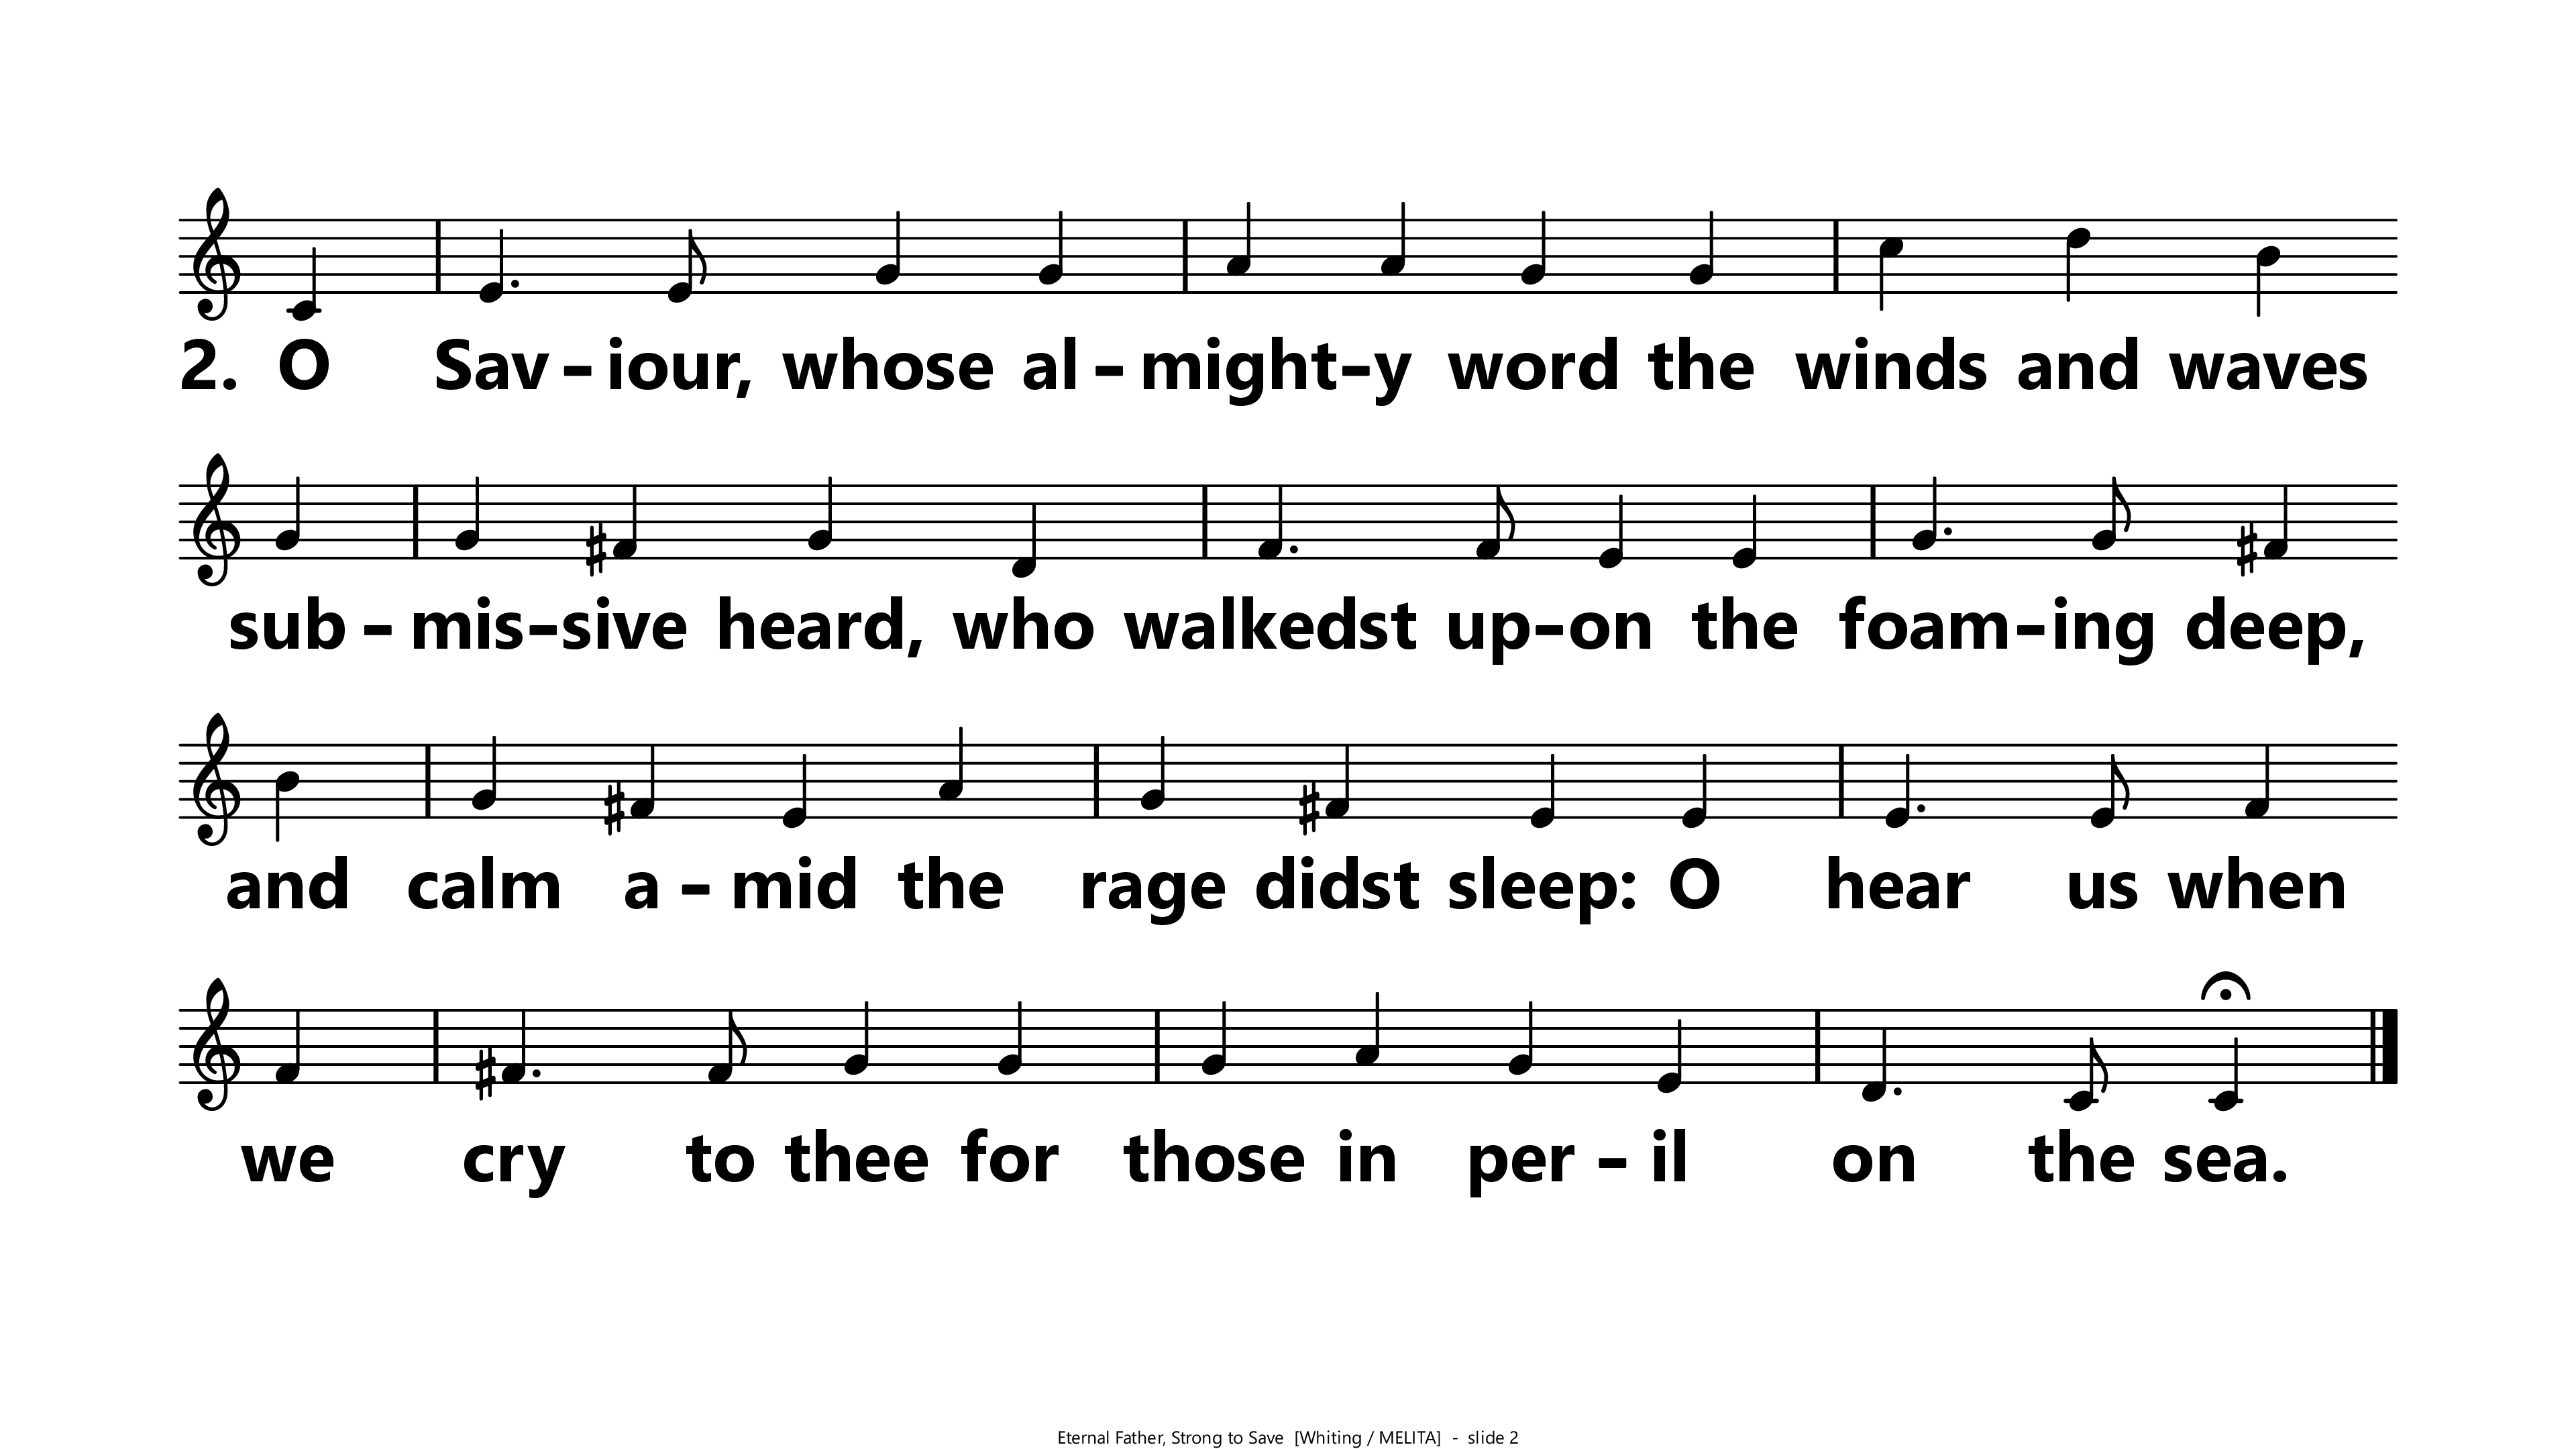 2. O Sav-iour, whose al-might-y word the winds and waves
sub-mis-sive heard, who walkedst up-on the foam-ing deep,
and calm a-mid the rage didst sleep: O hear us when
we cry to thee for those in per-il on the sea.
Eternal Father, Strong to Save [Whiting / MELITA] - slide 2